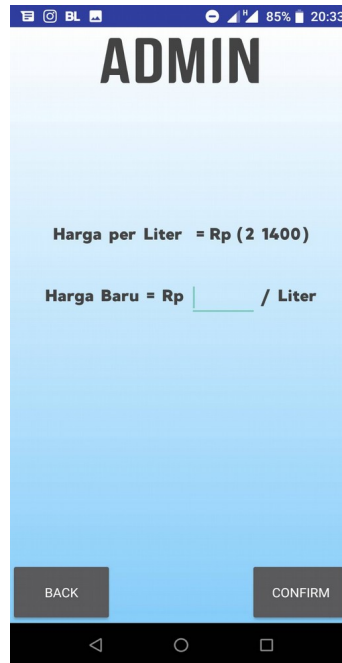 BL 85% 20:33
ADMIN
Harga per Liter = Rp (2 1400)
Harga Baru = Rp / Liter
BACK CONFIRM